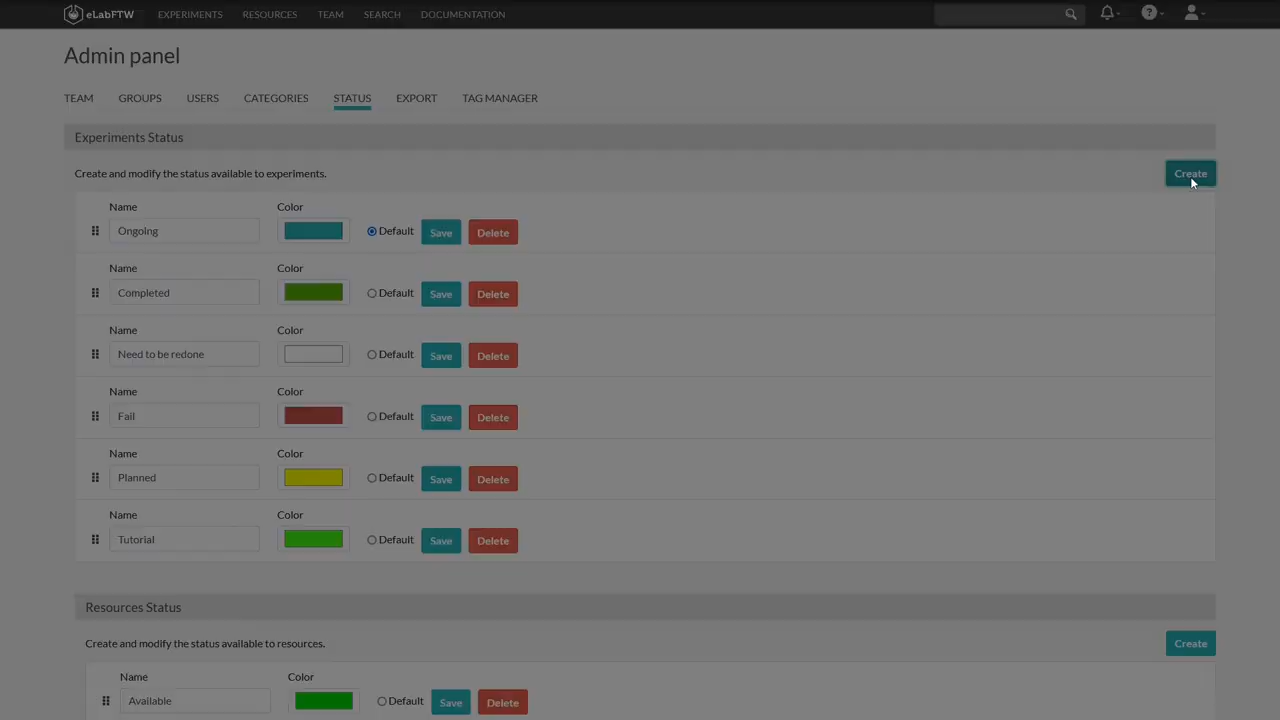 eLabFTW EXPERIMENTS RESOURCES TEAM SEARCH DOCUMENTATION
Admin panel
TEAM GROUPS USERS CATEGORIES STATUS EXPORT TAG MANAGER
Experiments Status
Create and modify the status available to experiments. Create
Name Color
Ongoing Default Save Delete
Name Color
Completed Default Save Delete
Name Color
Need to be redone Default Save Delete
Name Color
Fail Default Save Delete
Name Color
Planned Default Save Delete
Name Color
Tutorial Default Save Delete
Resources Status
Create and modify the status available to resources. Create
Name Color
Available Default Save Delete